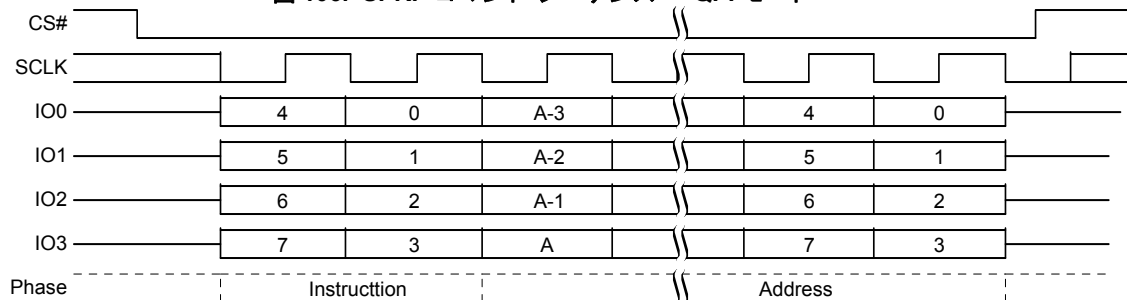 CS#
SCLK
IO0 4 0 A-3 4 0
IO1 5 1 A-2 5 1
IO2 6 2 A-1 6 2
IO3 7 3 A 7 3
Phase Instructtion Address